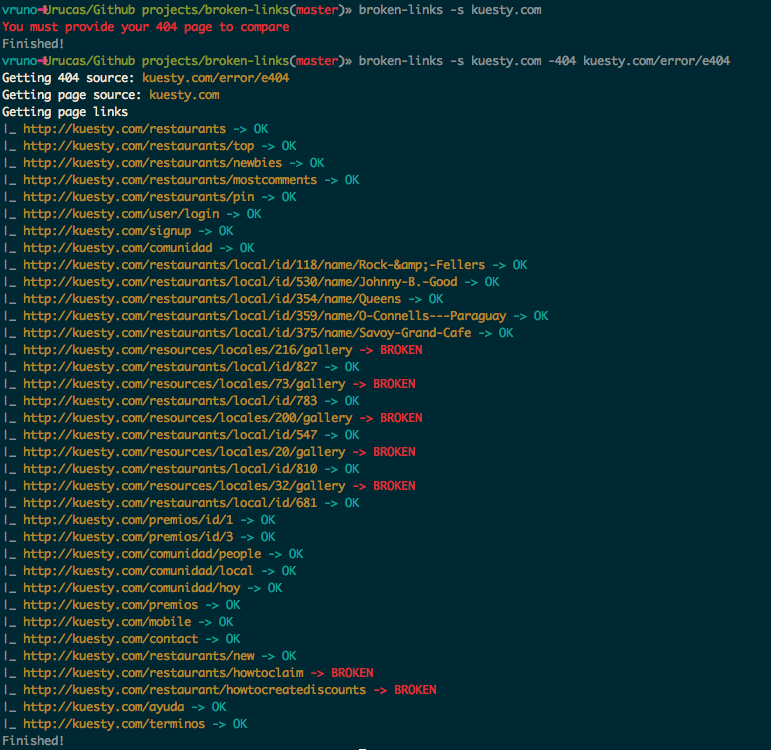 vruno→Urucas/Github projects/broken-links(master)» broken-links -s kuesty.com
You must provide your 404 page to compare
Finished!
vruno→Urucas/Github projects/broken-links(master)» broken-links -s kuesty.com -404 kuesty.com/error/e404
Getting 404 source: kuesty.com/error/e404
Getting page source: kuesty.com
Getting page links
|_ http://kuesty.com/restaurants -> OK
|_ http://kuesty.com/restaurants/top -> OK
|_ http://kuesty.com/restaurants/newbies -> OK
|_ http://kuesty.com/restaurants/mostcomments -> OK
|_ http://kuesty.com/restaurants/pin -> OK
|_ http://kuesty.com/user/login -> OK
|_ http://kuesty.com/signup -> OK
|_ http://kuesty.com/comunidad -> OK
|_ http://kuesty.com/restaurants/local/id/118/name/Rock-&amp;-Fellers -> OK
|_ http://kuesty.com/restaurants/local/id/530/name/Johnny-B.-Good -> OK
|_ http://kuesty.com/restaurants/local/id/354/name/Queens -> OK
|_ http://kuesty.com/restaurants/local/id/359/name/O-Connells---Paraguay -> OK
|_ http://kuesty.com/restaurants/local/id/375/name/Savoy-Grand-Cafe -> OK
|_ http://kuesty.com/resources/locales/216/gallery -> BROKEN
|_ http://kuesty.com/restaurants/local/id/827 -> OK
|_ http://kuesty.com/resources/locales/73/gallery -> BROKEN
|_ http://kuesty.com/restaurants/local/id/783 -> OK
|_ http://kuesty.com/resources/locales/200/gallery -> BROKEN
|_ http://kuesty.com/restaurants/local/id/547 -> OK
|_ http://kuesty.com/resources/locales/20/gallery -> BROKEN
|_ http://kuesty.com/restaurants/local/id/810 -> OK
|_ http://kuesty.com/resources/locales/32/gallery -> BROKEN
|_ http://kuesty.com/restaurants/local/id/681 -> OK
|_ http://kuesty.com/premios/id/1 -> OK
|_ http://kuesty.com/premios/id/3 -> OK
|_ http://kuesty.com/comunidad/people -> OK
|_ http://kuesty.com/comunidad/local -> OK
|_ http://kuesty.com/comunidad/hoy -> OK
|_ http://kuesty.com/premios -> OK
|_ http://kuesty.com/mobile -> OK
|_ http://kuesty.com/contact -> OK
|_ http://kuesty.com/restaurants/new -> OK
|_ http://kuesty.com/restaurants/howtoclaim -> BROKEN
|_ http://kuesty.com/restaurant/howtocreatediscounts -> BROKEN
|_ http://kuesty.com/ayuda -> OK
|_ http://kuesty.com/terminos -> OK
Finished!